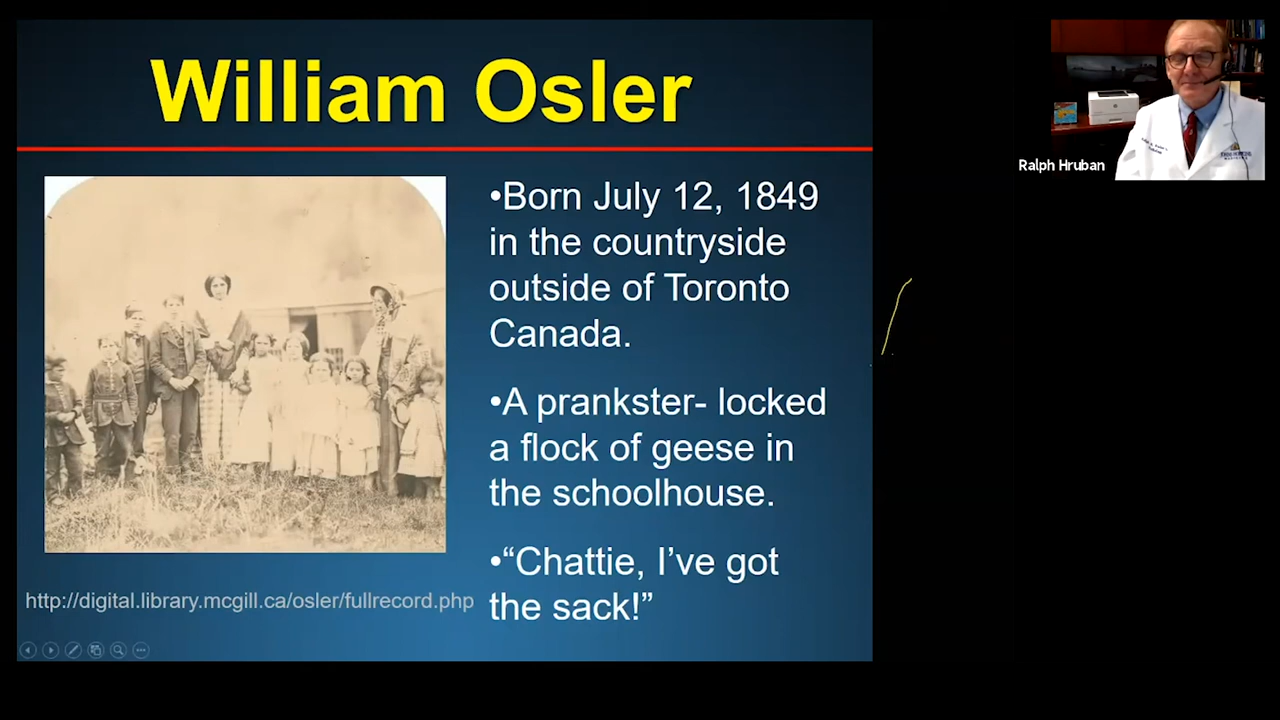 William Osler
•Born July 12, 1849
in the countryside
outside of Toronto
Canada.
•A prankster- locked
a flock of geese in
the schoolhouse.
•“Chattie, I’ve got
the sack!”
http://digital.library.mcgill.ca/osler/fullrecord.php
Ralph Hruban